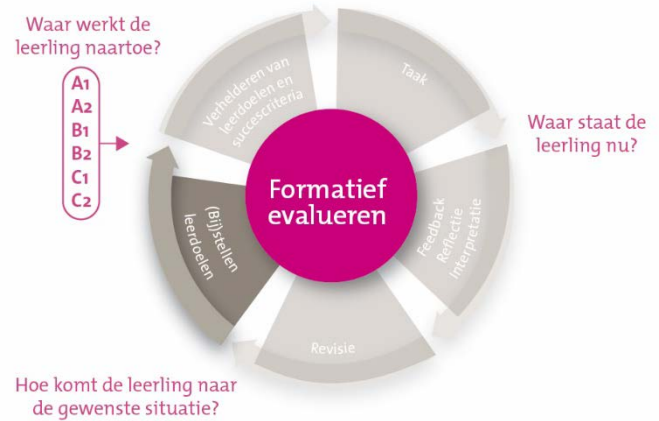 Waar werkt de
leerling naartoe?
A1
A2
B1
B2
C1
C2
Verhelderen van
leerdoelen en
succescriteria
Taak
Waar staat de
leerling nu?
Formatief
evalueren
Feedback
Reflectie
Interpretatie
(Bij)stellen
leerdoelen
Revisie
Hoe komt de leerling naar
de gewenste situatie?